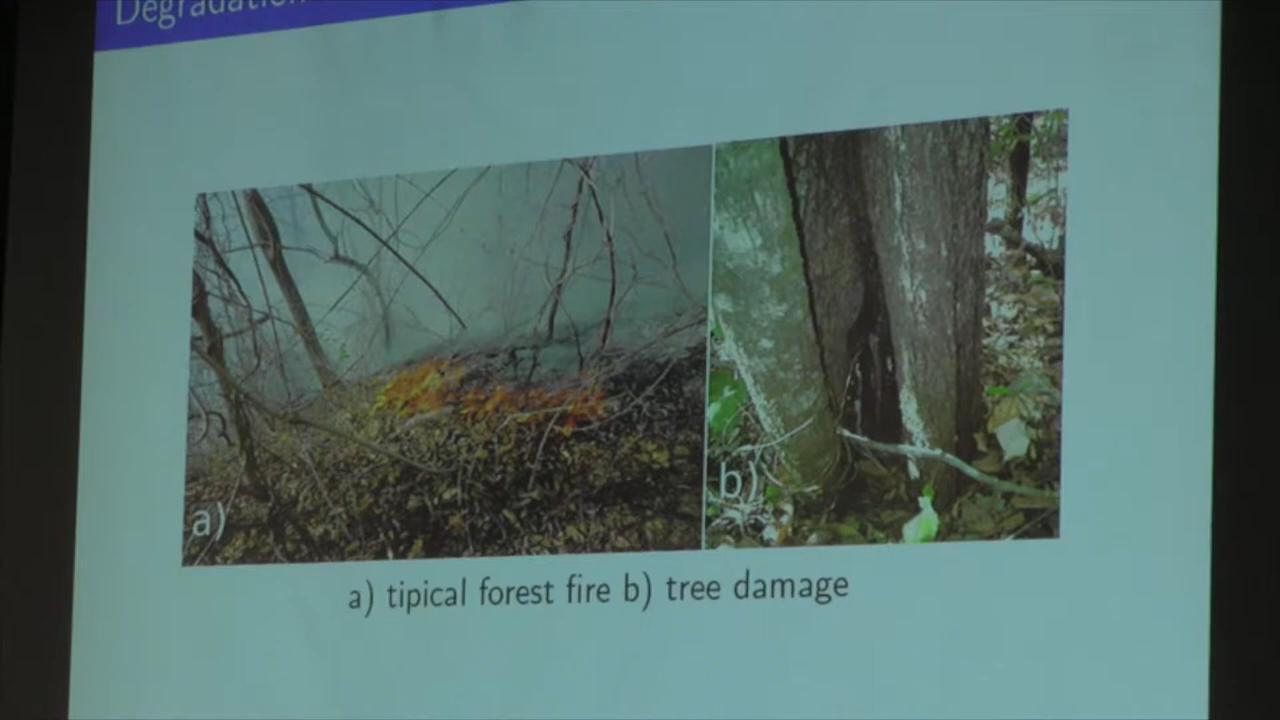 Degradation
a)
b)
a) tipical forest fire b) tree damage